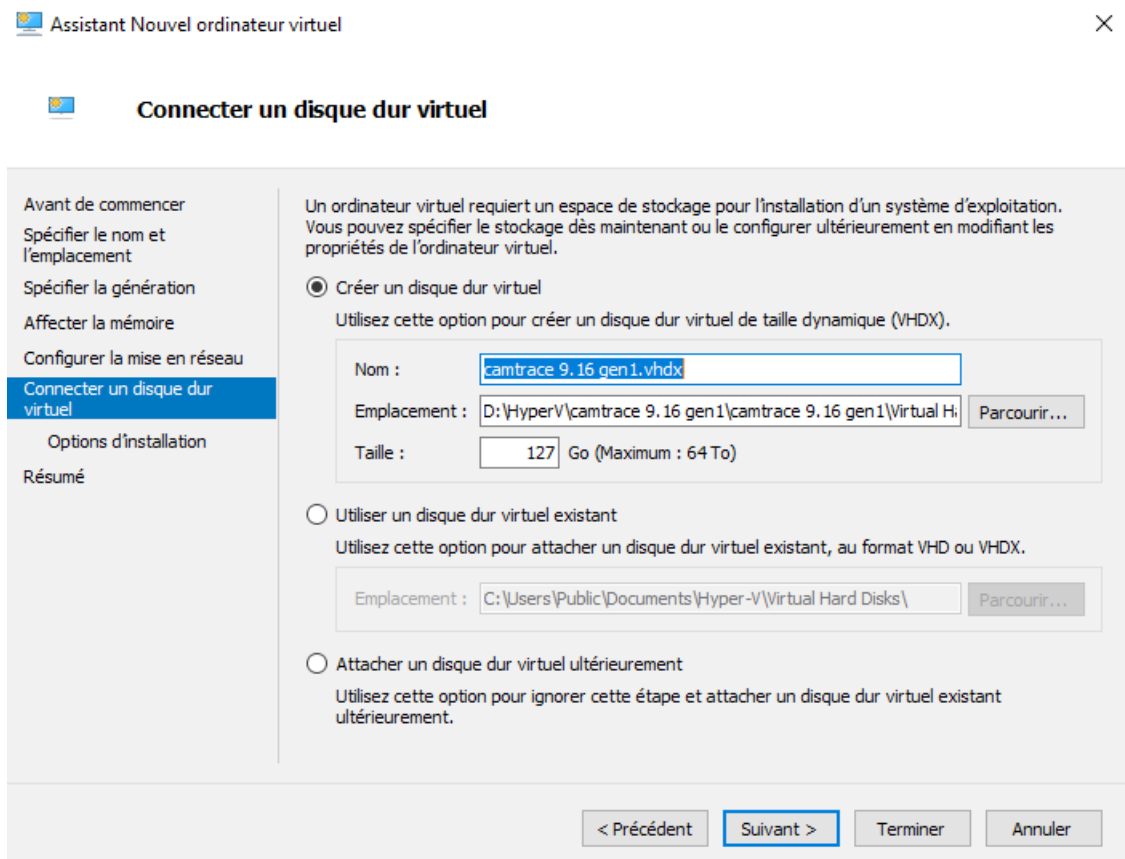 Assistant Nouvel ordinateur virtuel
Connecter un disque dur virtuel
Avant de commencer
Spécifier le nom et
l'emplacement
Spécifier la génération
Affecter la mémoire
Configurer la mise en réseau
Connecter un disque dur
virtuel
Options d'installation
Résumé
Un ordinateur virtuel requiert un espace de stockage pour l'installation d'un système d'exploitation.
Vous pouvez spécifier le stockage dès maintenant ou le configurer ultérieurement en modifiant les
propriétés de l'ordinateur virtuel.
Créer un disque dur virtuel
Utilisez cette option pour créer un disque dur virtuel de taille dynamique (VHDX).
Nom : camtrace 9.16 gen1.vhdx
Emplacement : D:\HyperV\camtrace 9.16 gen1\camtrace 9.16 gen1\Virtual Parcourir...
Taille : 127 Go (Maximum : 64 To)
Utiliser un disque dur virtuel existant
Utilisez cette option pour attacher un disque dur virtuel existant, au format VHD ou VHDX.
Emplacement : C:\Users\Public\Documents\Hyper-V\Virtual Hard Disks\ Parcourir...
Attacher un disque dur virtuel ultérieurement
Utilisez cette option pour ignorer cette étape et attacher un disque dur virtuel existant
ultérieurement.
< Précédent Suivant > Terminer Annuler